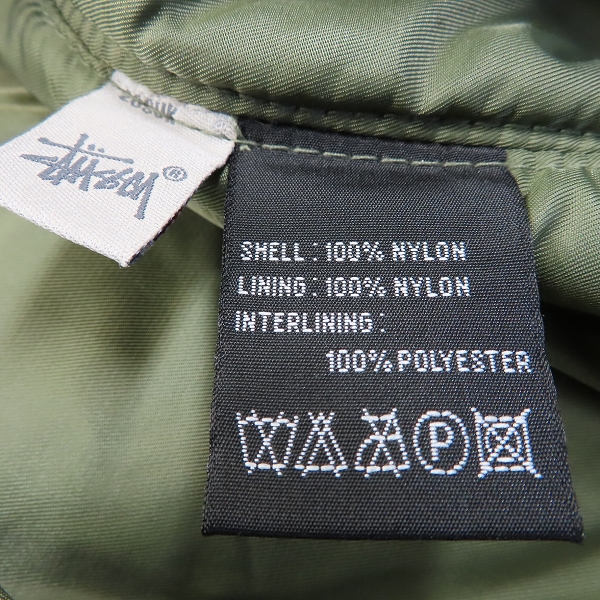 STÜSSY®
SHELL : 100% NYLON
LINING : 100% NYLON
INTERLINING :
100% POLYESTER
P